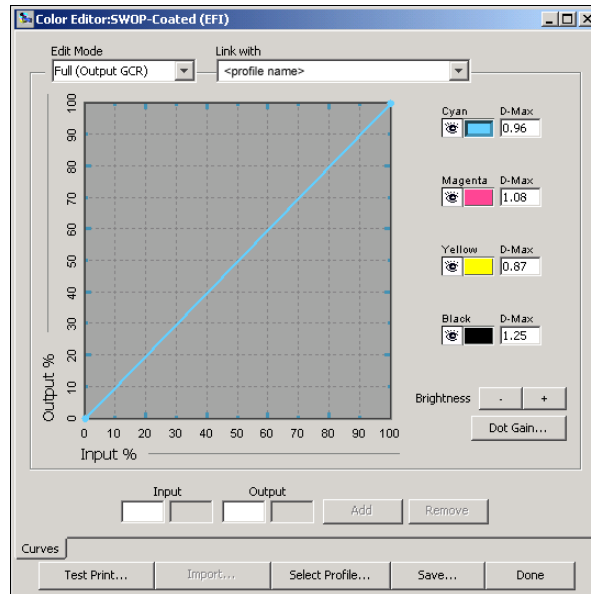 Color Editor:SWOP-Coated (EFI)
Edit Mode
Link with
Full (Output GCR)
<profile name>
100
90
80
70
60
50
40
30
20
10
0
Output %
0 10 20 30 40 50 60 70 80 90 100
Input %
Cyan D-Max
0.96
Magenta D-Max
1.08
Yellow D-Max
0.87
Black D-Max
1.25
Brightness - +
Dot Gain...
Input Output
Add Remove
Curves
Test Print... Import... Select Profile... Save... Done